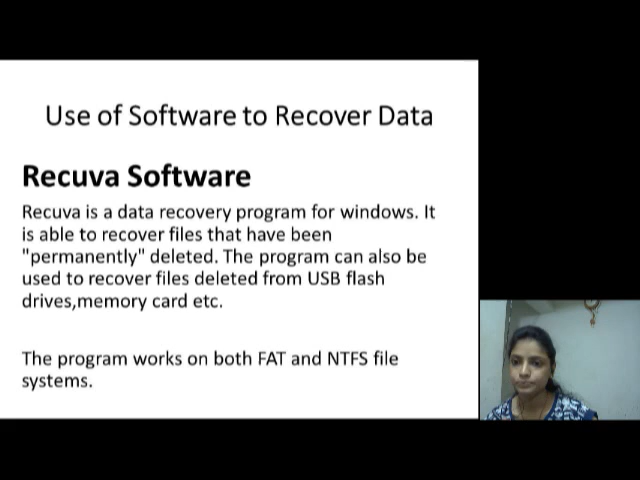 Use of Software to Recover Data
Recuva Software
Recuva is a data recovery program for windows. It
is able to recover files that have been
"permanently" deleted. The program can also be
used to recover files deleted from USB flash
drives,memory card etc.
The program works on both FAT and NTFS file
systems.